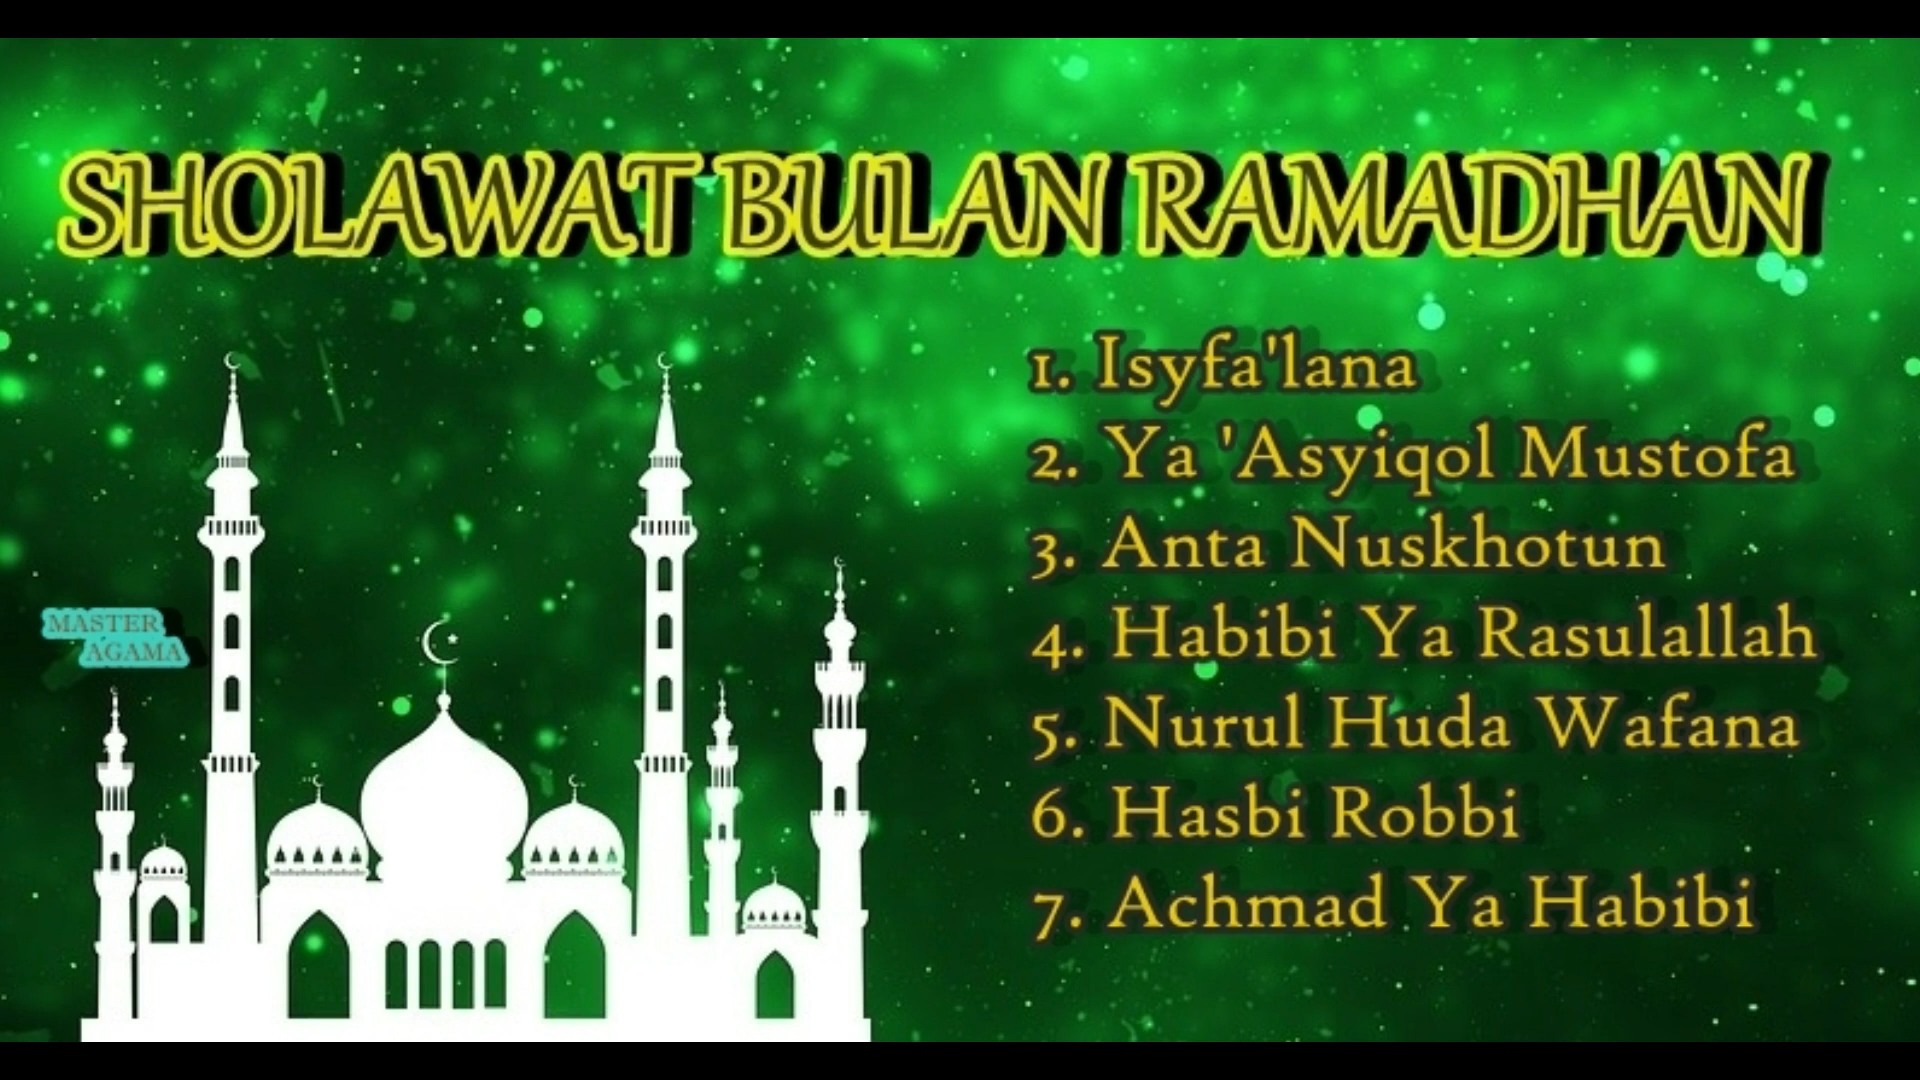 SHOLAWAT BULAN RAMADHAN
1. Isyfa'lana
2. Ya 'Asyiqol Mustofa
3. Anta Nuskhotun
4. Habibi Ya Rasulallah
5. Nurul Huda Wafana
6. Hasbi Robbi
7. Achmad Ya Habibi
MASTER
AGAMA